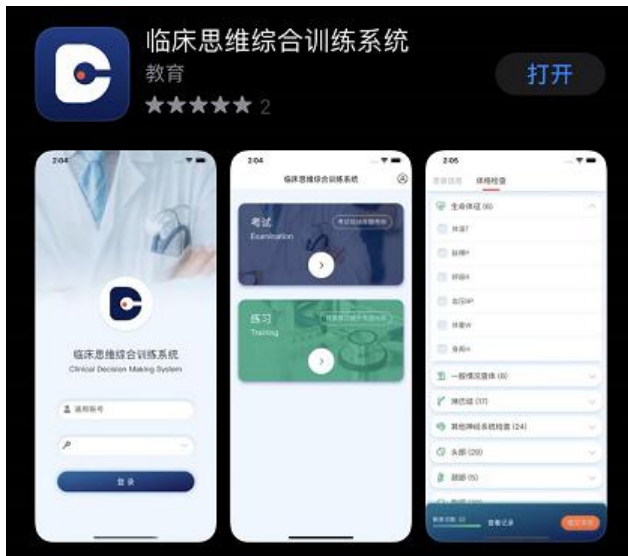 临床思维综合训练系统
教育
打开
2
2:04
临床思维综合训练系统
Clinical Decision Making System
登录
2:04
临床思维综合训练系统
考试
Examination
练习
Training
2:05
体格检查
生命体征 (6)
体温T
脉搏P
呼吸R
血压BP
体重W
身高H
一般情况查体 (6)
淋巴结 (17)
其他神经系统检查 (24)
头部 (20)
颈部 (5)
查看记录